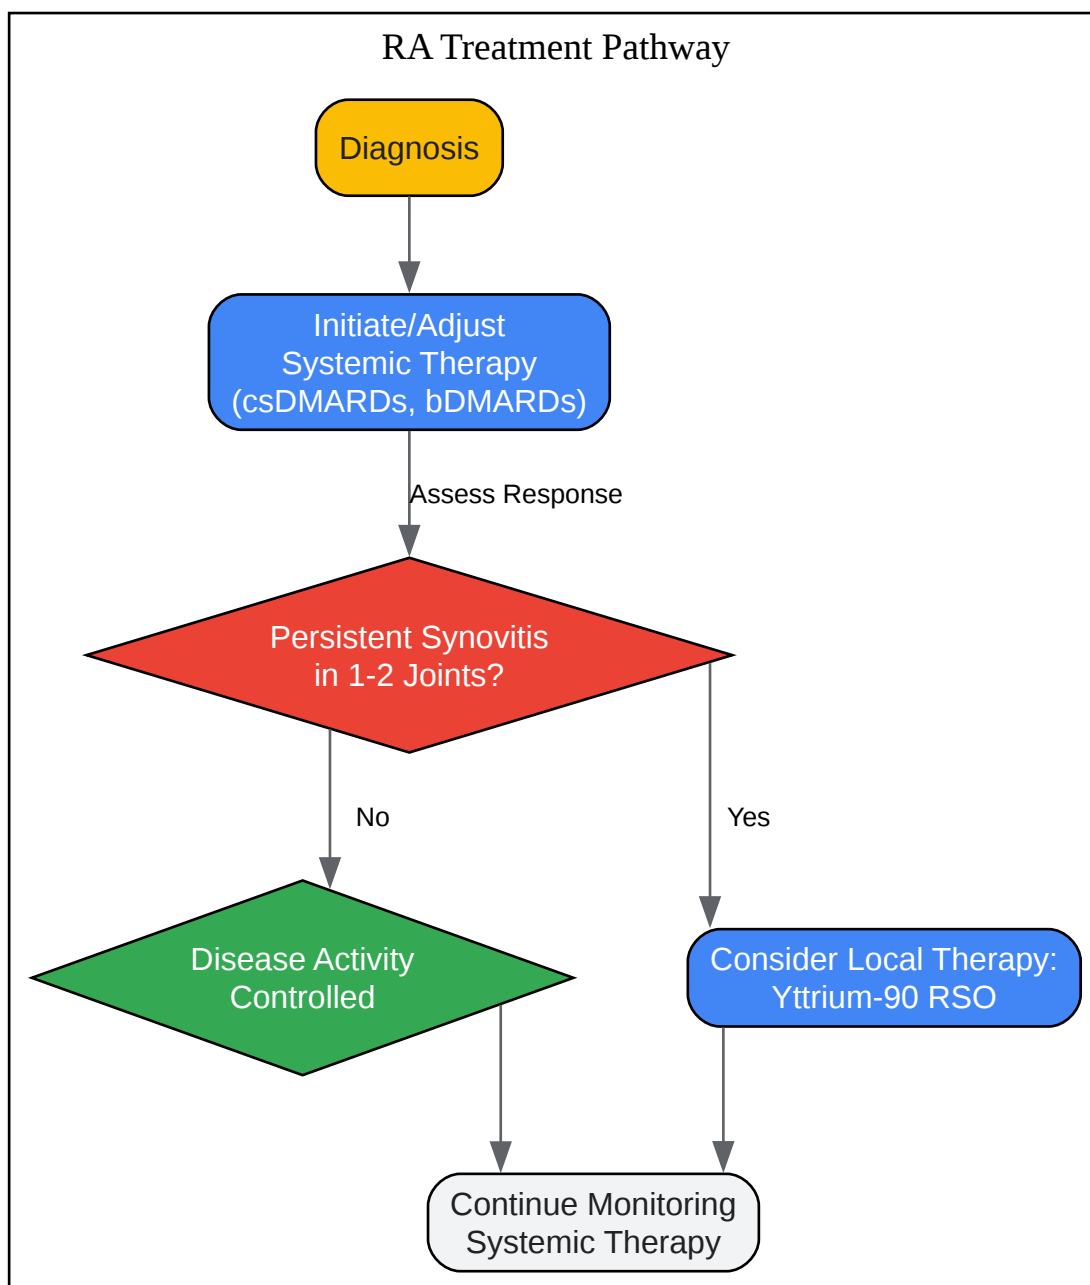 RA Treatment Pathway
Diagnosis
Initiate/Adjust
Systemic Therapy
(csDMARDs, bDMARDs)
Assess Response
Persistent Synovitis
in 1-2 Joints?
No
Yes
Disease Activity
Controlled
Consider Local Therapy:
Yttrium-90 RSO
Continue Monitoring
Systemic Therapy